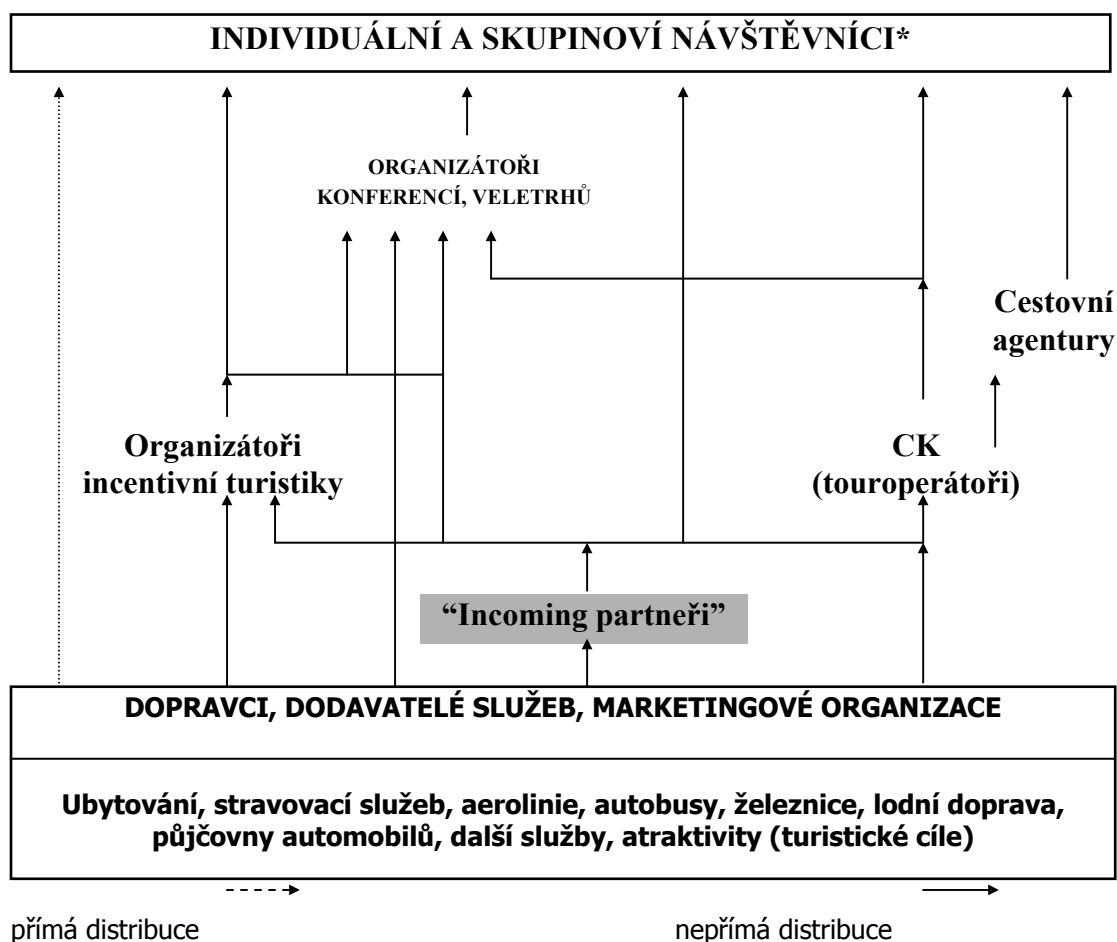 INDIVIDUÁLNÍ A SKUPINOVÍ NÁVŠTĚVNÍCI*
ORGANIZÁTOŘI
KONFERENCÍ, VELETRHŮ
Cestovní
agentury
Organizátoři
incentivní turistiky
CK
(touroperátoři)
“Incoming partneři”
DOPRAVCI, DODAVATELÉ SLUŽEB, MARKETINGOVÉ ORGANIZACE
Ubytování, stravovací služeb, aerolinie, autobusy, železnice, lodní doprava,
půjčovny automobilů, další služby, atraktivity (turistické cíle)
přímá distribuce
nepřímá distribuce